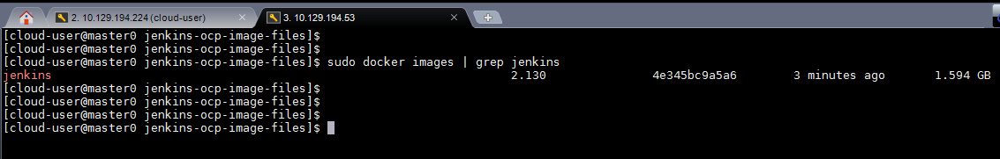 2. 10.129.194.224 (cloud-user) 3. 10.129.194.53
[cloud-user@master0 jenkins-ocp-image-files]$
[cloud-user@master0 jenkins-ocp-image-files]$
[cloud-user@master0 jenkins-ocp-image-files]$ sudo docker images | grep jenkins
jenkins 2.130 4e345bc9a5a6 3 minutes ago 1.594 GB
[cloud-user@master0 jenkins-ocp-image-files]$
[cloud-user@master0 jenkins-ocp-image-files]$
[cloud-user@master0 jenkins-ocp-image-files]$
[cloud-user@master0 jenkins-ocp-image-files]$